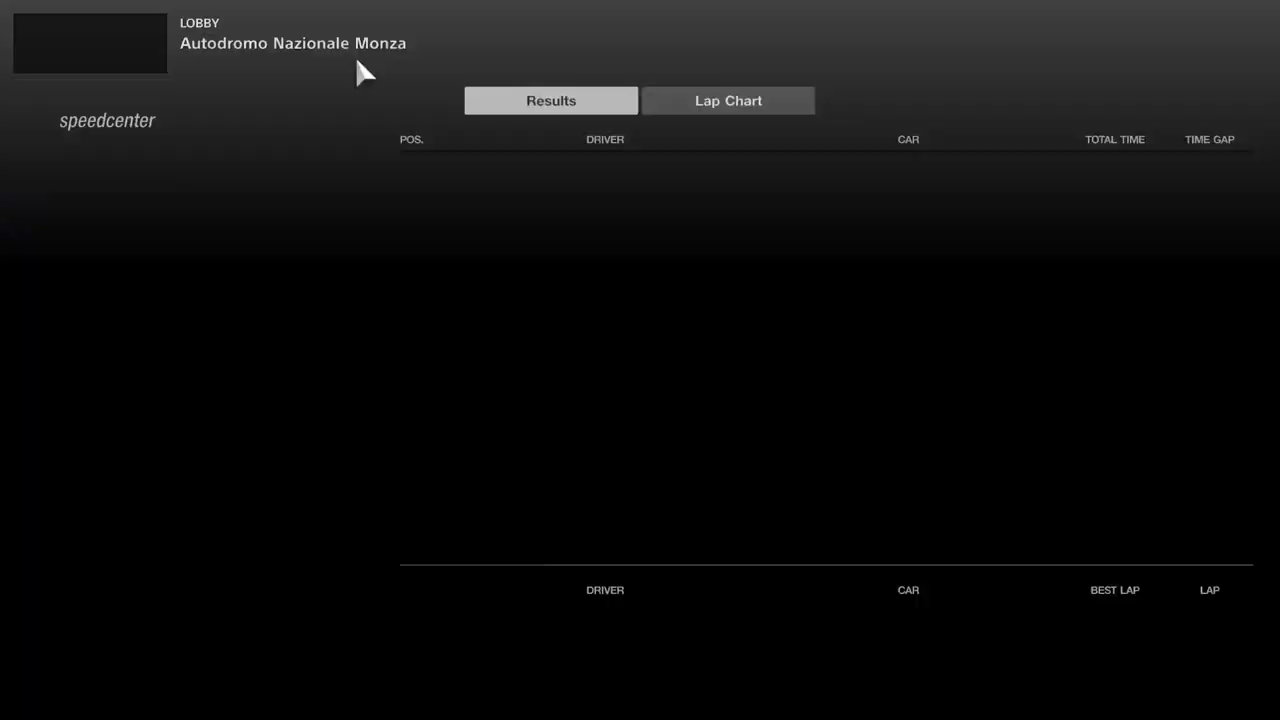 LOBBY
Autodromo Nazionale Monza
Results Lap Chart
speedcenter
POS. DRIVER CAR TOTAL TIME TIME GAP
DRIVER CAR BEST LAP LAP